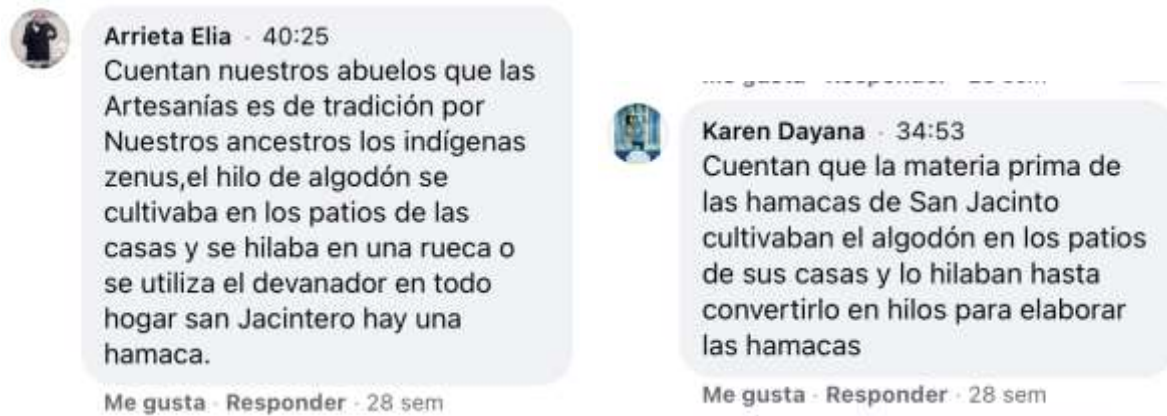 Arrieta Elia · 40:25
Cuentan nuestros abuelos que las
Artesanías es de tradición por
Nuestros ancestros los indígenas
zenus,el hilo de algodón se
cultivaba en los patios de las
casas y se hilaba en una rueca o
se utiliza el devanador en todo
hogar san Jacintero hay una
hamaca.
Me gusta · Responder · 28 sem
Karen Dayana · 34:53
Cuentan que la materia prima de
las hamacas de San Jacinto
cultivaban el algodón en los patios
de sus casas y lo hilaban hasta
convertirlo en hilos para elaborar
las hamacas
Me gusta · Responder · 28 sem